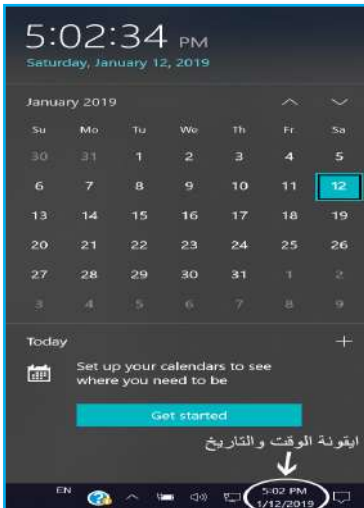 5:02:34 PM
Saturday, January 12, 2019
January 2019
Su Mo Tu We Th Fr Sa
30 31 1 2 3 4 5
6 7 8 9 10 11 12
13 14 15 16 17 18 19
20 21 22 23 24 25 26
27 28 29 30 31 1 2
3 4 5 6 7 8 9
Today
Set up your calendars to see
where you need to be
Get started
ايقونة الوقت والتاريخ
EN
5:02 PM
1/12/2019